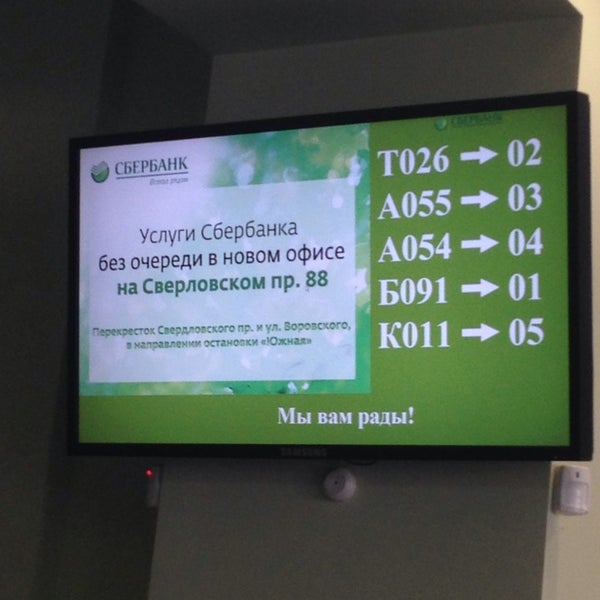 СБЕРБАНК
Всегда рядом
Услуги Сбербанка
без очереди в новом офисе
на Сверловском пр. 88
Перекресток Свердловского пр. и ул. Воровского,
в направлении остановки «Южная»
СБЕРБАНК
Т026 → 02
А055 → 03
А054 → 04
Б091 → 01
К011 → 05
Мы вам рады!
SAMSUNG